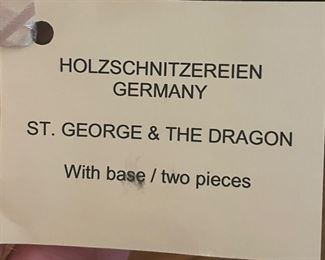 HOLZSCHNITZEREIEN
GERMANY
ST. GEORGE & THE DRAGON
With base / two pieces